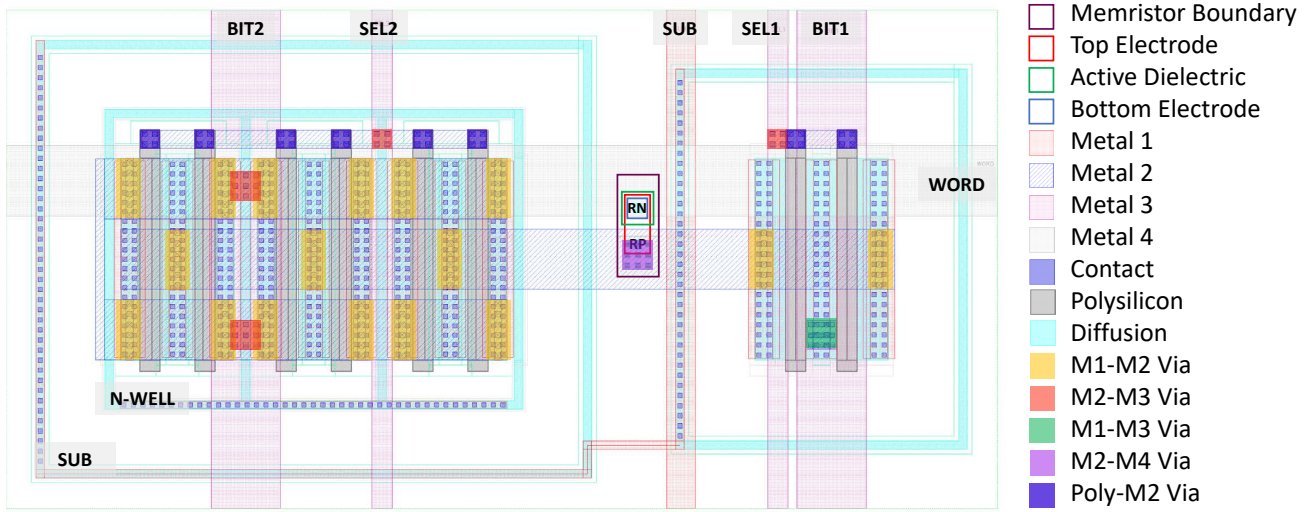 BIT2
SEL2
SUB
SEL1
BIT1
WORD
WORD
RN
RP
N-WELL
SUB
Memristor Boundary
Top Electrode
Active Dielectric
Bottom Electrode
Metal 1
Metal 2
Metal 3
Metal 4
Contact
Polysilicon
Diffusion
M1-M2 Via
M2-M3 Via
M1-M3 Via
M2-M4 Via
Poly-M2 Via